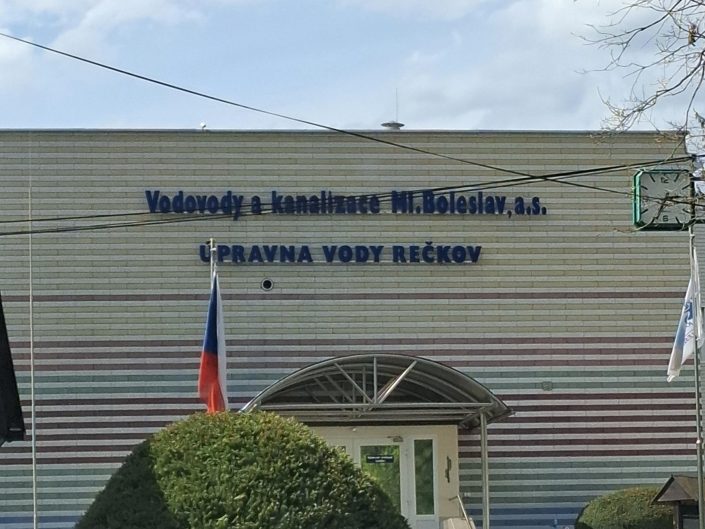 Vodovody a kanalizace Ml.Boleslav, a.s.
ÚPRAVNA VODY REČKOV